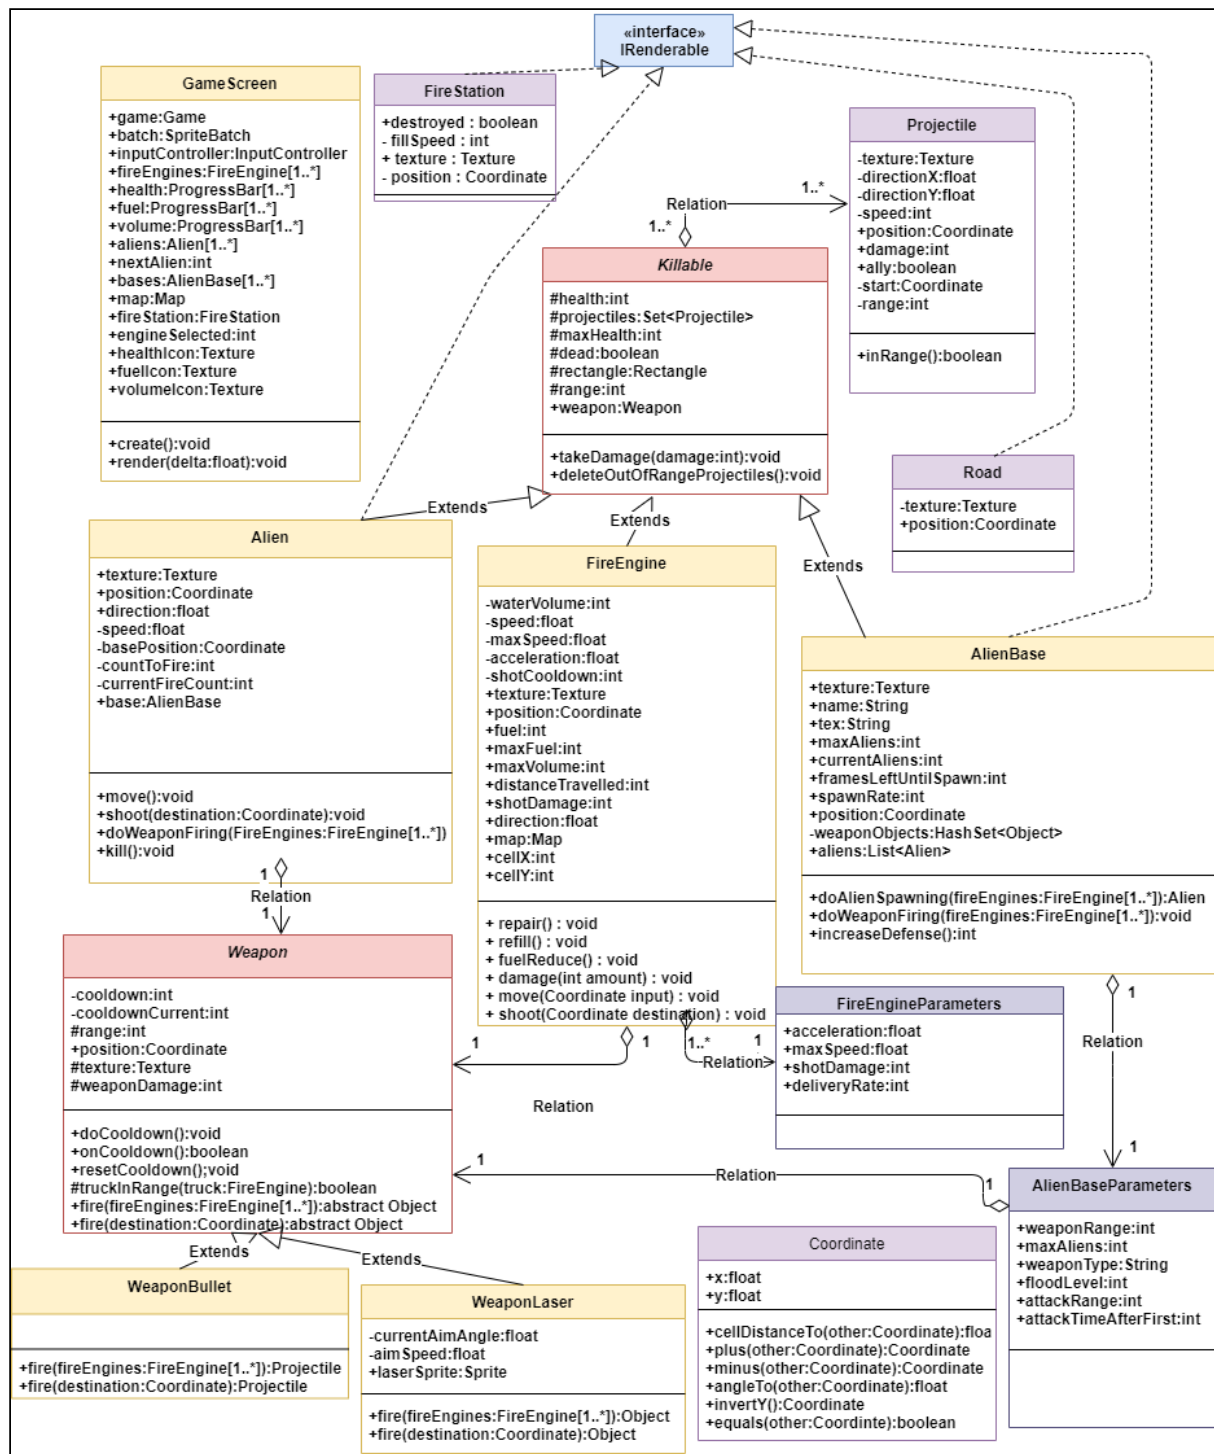 «interface»
IRenderable
GameScreen
+game:Game
+batch:SpriteBatch
+inputController:InputController
+fireEngines:FireEngine[1..*]
+health:ProgressBar[1..*]
+fuel:ProgressBar[1..*]
+volume:ProgressBar[1..*]
+aliens:Alien[1..*]
+nextAlien:int
+bases:AlienBase[1..*]
+map:Map
+fireStation:FireStation
+engineSelected:int
+healthIcon:Texture
+fuelIcon:Texture
+volumeIcon:Texture
+create():void
+render(delta:float):void
FireStation
+destroyed : boolean
- fillSpeed : int
+ texture : Texture
- position : Coordinate
Projectile
-texture:Texture
-directionX:float
-directionY:float
-speed:int
+position:Coordinate
+damage:int
+ally:boolean
-start:Coordinate
-range:int
+inRange():boolean
1..*
Relation
1..*
Killable
#health:int
#projectiles:Set<Projectile>
#maxHealth:int
#dead:boolean
#rectangle:Rectangle
#range:int
+weapon:Weapon
+takeDamage(damage:int):void
+deleteOutOfRangeProjectiles():void
Road
-texture:Texture
+position:Coordinate
Extends
Extends
Extends
Alien
+texture:Texture
+position:Coordinate
+direction:float
-speed:float
-basePosition:Coordinate
-countToFire:int
-currentFireCount:int
+base:AlienBase
+move():void
+shoot(destination:Coordinate):void
+doWeaponFiring(FireEngines:FireEngine[1..*])
+kill():void
FireEngine
-waterVolume:int
-speed:float
-maxSpeed:float
-acceleration:float
-shotCooldown:int
+texture:Texture
+position:Coordinate
+fuel:int
+maxFuel:int
+maxVolume:int
+distanceTravelled:int
+shotDamage:int
+direction:float
+map:Map
+cellX:int
+cellY:int
+ repair() : void
+ refill() : void
+ fuelReduce() : void
+ damage(int amount) : void
+ move(Coordinate input) : void
+ shoot(Coordinate destination) : void
AlienBase
+texture:Texture
+name:String
+tex:String
+maxAliens:int
+currentAliens:int
+framesLeftUntilSpawn:int
+spawnRate:int
+position:Coordinate
-weaponObjects:HashSet<Object>
+aliens:List<Alien>
+doAlienSpawning(fireEngines:FireEngine[1..*]):Alien
+doWeaponFiring(fireEngines:FireEngine[1..*]):void
+increaseDefense():int
1
Relation
1
Weapon
-cooldown:int
-cooldownCurrent:int
#range:int
+position:Coordinate
#texture:Texture
#weaponDamage:int
+doCooldown():void
+onCooldown():boolean
+resetCooldown();void
#truckInRange(truck:FireEngine):boolean
+fire(fireEngines:FireEngine[1..*]):abstract Object
+fire(destination:Coordinate):abstract Object
1
1
Relation
1..*
Relation
1
FireEngineParameters
+acceleration:float
+maxSpeed:float
+shotDamage:int
+deliveryRate:int
1
Relation
1
1
Relation
1
AlienBaseParameters
+weaponRange:int
+maxAliens:int
+weaponType:String
+floodLevel:int
+attackRange:int
+attackTimeAfterFirst:int
Extends
Extends
WeaponBullet
+fire(fireEngines:FireEngine[1..*]):Projectile
+fire(destination:Coordinate):Projectile
WeaponLaser
-currentAimAngle:float
-aimSpeed:float
+laserSprite:Sprite
+fire(fireEngines:FireEngine[1..*]):Object
+fire(destination:Coordinate):Object
Coordinate
+x:float
+y:float
+cellDistanceTo(other:Coordinate):floa
+plus(other:Coordinate):Coordinate
+minus(other:Coordinate):Coordinate
+angleTo(other:Coordinate):float
+invertY():Coordinate
+equals(other:Coordinte):boolean